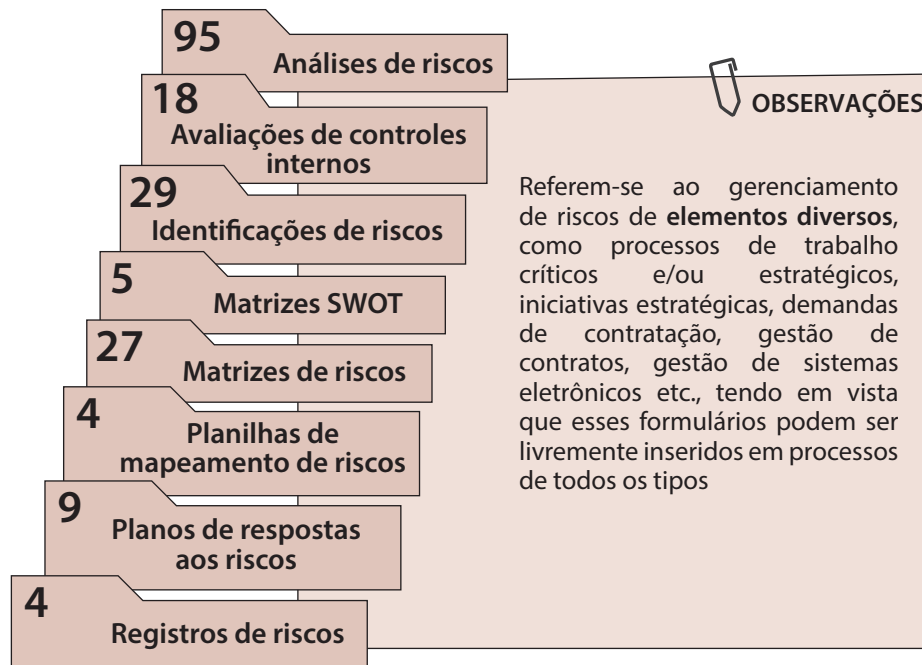 95
Análises de riscos
18
Avaliações de controles
internos
29
Identificações de riscos
5
Matrizes SWOT
27
Matrizes de riscos
4
Planilhas de
mapeamento de riscos
9
Planos de respostas
aos riscos
4
Registros de riscos
OBSERVAÇÕES
Referem-se ao gerenciamento
de riscos de elementos diversos,
como processos de trabalho
críticos e/ou estratégicos,
iniciativas estratégicas, demandas
de contratação, gestão de
contratos, gestão de sistemas
eletrônicos etc., tendo em vista
que esses formulários podem ser
livremente inseridos em processos
de todos os tipos